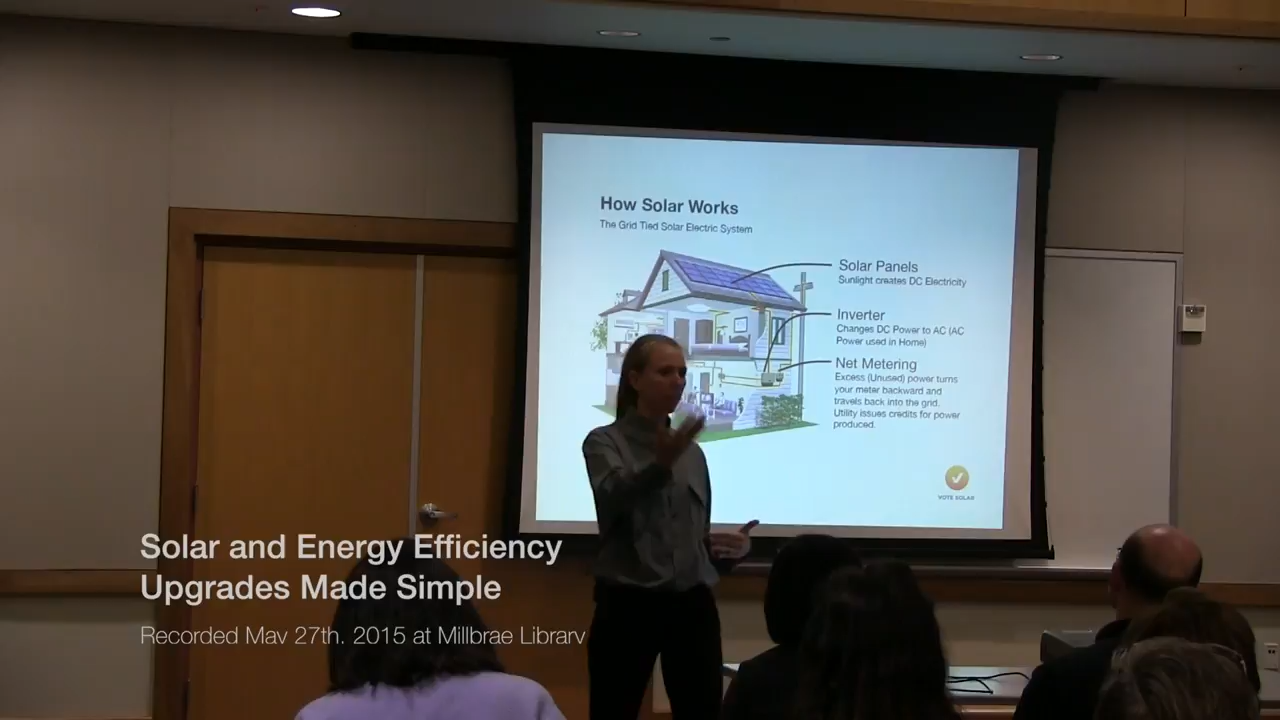 How Solar Works
The Grid Tied Solar Electric System
Solar Panels
Sunlight creates DC Electricity
Inverter
Changes DC Power to AC (AC
Power used in Home)
Net Metering
Excess (Unused) power turns
your meter backward and
travels back into the grid.
Utility issues credits for power
produced.
VOTE SOLAR
Solar and Energy Efficiency
Upgrades Made Simple
Recorded May 27th, 2015 at Millbrae Library